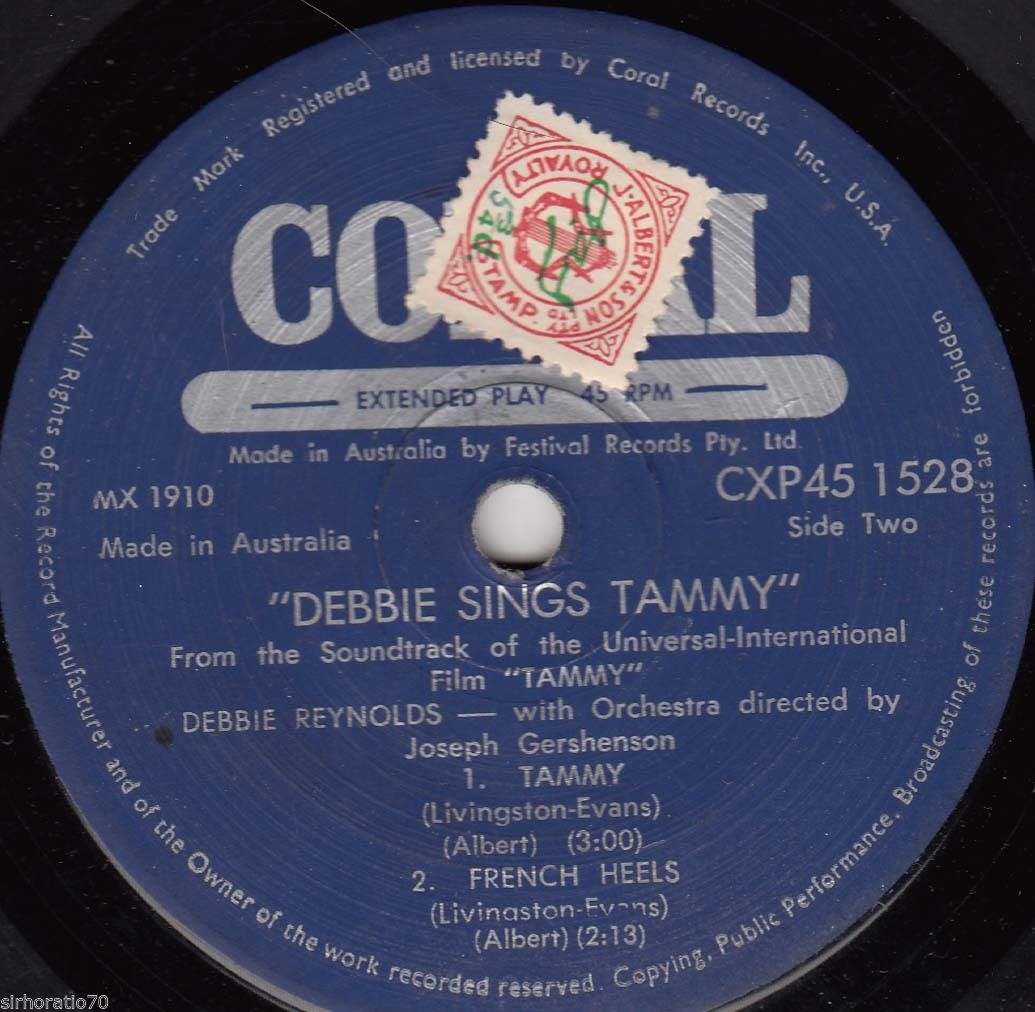 Trade Mark Registered and licensed by Coral Records Inc., U.S.A.
J. ALBERT & SON PTY LTD
ROYALTY STAMP
53
EXTENDED PLAY 45 RPM
Made in Australia by Festival Records Pty. Ltd.
MX 1910
CXP45 1528
Made in Australia
Side Two
"DEBBIE SINGS TAMMY"
From the Soundtrack of the Universal-International
Film "TAMMY"
DEBBIE REYNOLDS — with Orchestra directed by
Joseph Gershenson
1. TAMMY
(Livingston-Evans)
(Albert) (3:00)
2. FRENCH HEELS
(Livingston-Evans)
(Albert) (2:13)
All Rights of the Record Manufacturer and of the Owner of the work recorded reserved. Copying, Public Performance, Broadcasting of these records are forbidden
sirhoratio70